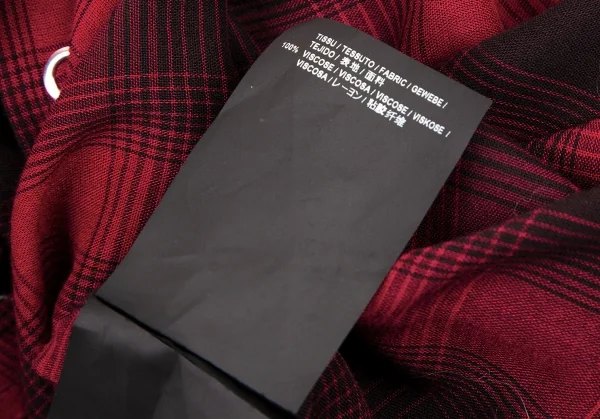 TISSU / TESSUTO / FABRIC / GEWEBE /
TEJIDO / 表地 / 面料
100% VISCOSE / VISCOSA / VISCOSE / VISKOSE /
VISCOSA / レーヨン / 粘胶纤维